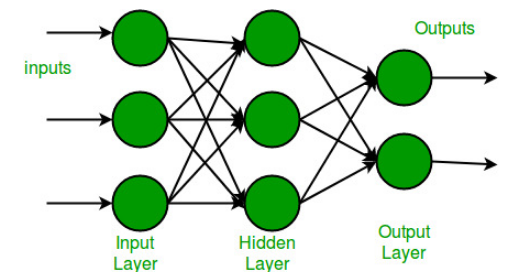 Outputs
inputs
Input
Layer
Hidden
Layer
Output
Layer